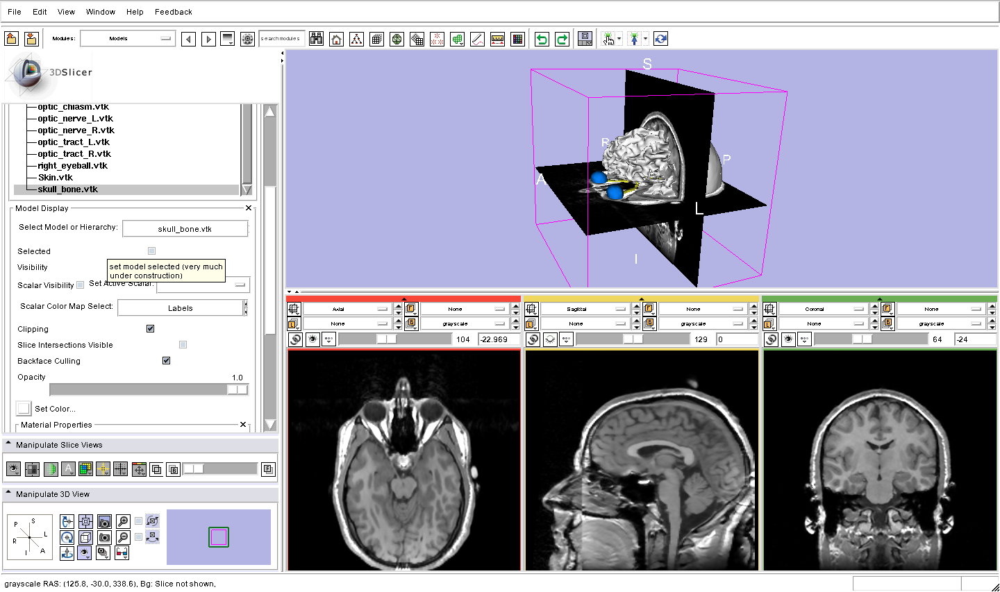 File Edit View Window Help Feedback
Modules: Models search modules
3DSlicer
optic_chiasm.vtk
optic_nerve_L.vtk
optic_nerve_R.vtk
optic_tract_L.vtk
optic_tract_R.vtk
right_eyeball.vtk
Skin.vtk
skull_bone.vtk
Model Display
Select Model or Hierarchy: skull_bone.vtk
Selected
Visibility
set model selected (very much
under construction)
Scalar Visibility Set Active Scalar:
Scalar Color Map Select: Labels
Clipping
Slice Intersections Visible
Backface Culling
Opacity 1.0
Set Color...
Material Properties
Manipulate Slice Views
A F
Manipulate 3D View
P S
R L
I A
S
R
P
A
L
I
Axial F None
L None B grayscale
104 -22.969
Sagittal F None
L None B grayscale
129 0
Coronal F None
L None B grayscale
64 -24
grayscale RAS: (125.8, -30.0, 338.6), Bg: Slice not shown,